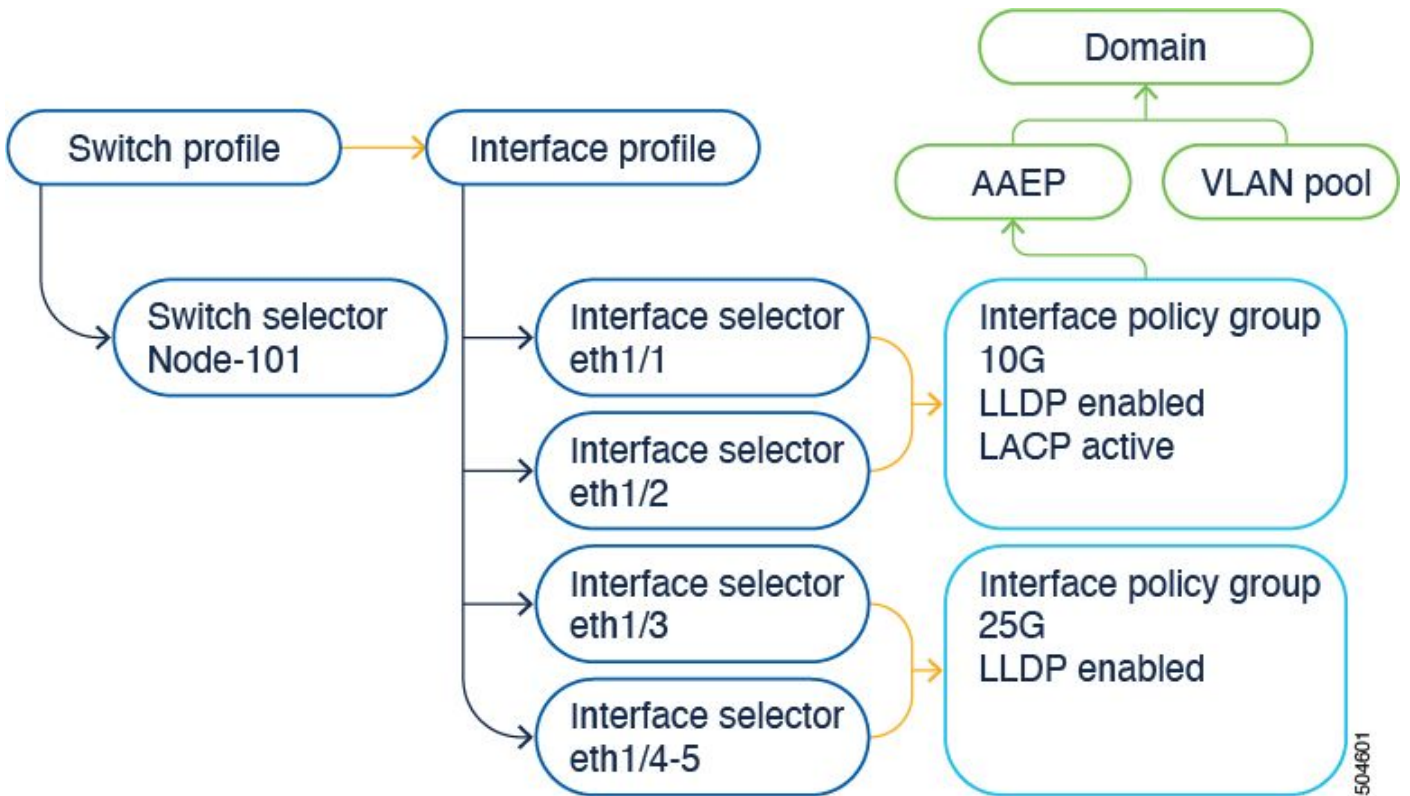 Domain
Switch profile
Interface profile
AAEP
VLAN pool
Switch selector
Node-101
Interface selector
eth1/1
Interface policy group
10G
LLDP enabled
LACP active
Interface selector
eth1/2
Interface selector
eth1/3
Interface policy group
25G
LLDP enabled
Interface selector
eth1/4-5
504601